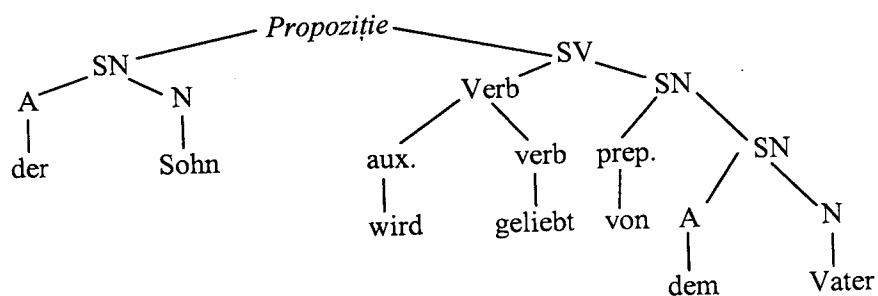 Propoziție
SN SV
A N Verb SN
der Sohn aux. verb prep. SN
wird geliebt von A N
dem Vater